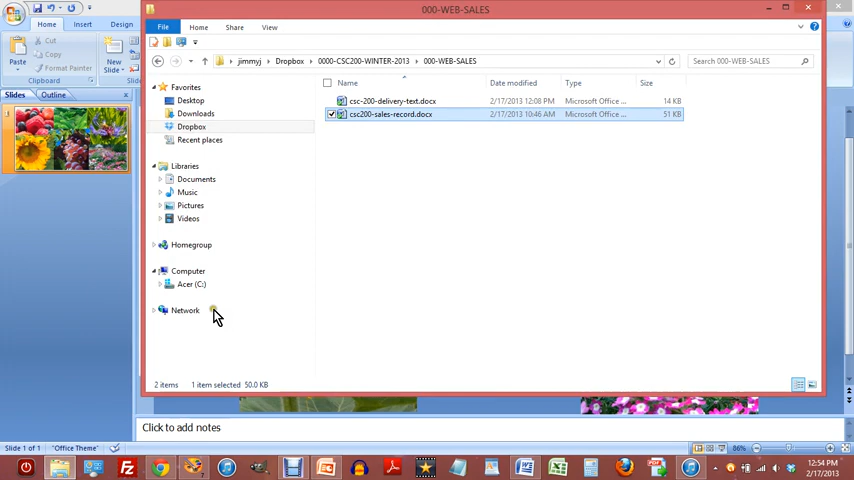 000-WEB-SALES
Home
Insert
Design
Paste
Cut
Copy
Format Painter
Clipboard
New
Slide
Slides
Outline
1
File
Home
Share
View
jimmyj
Dropbox
0000-CSC200-WINTER-2013
000-WEB-SALES
Search 000-WEB-SALES
Favorites
Desktop
Downloads
Dropbox
Recent places
Libraries
Documents
Music
Pictures
Videos
Homegroup
Computer
Acer (C:)
Network
Name
Date modified
Type
Size
csc-200-delivery-text.docx
2/17/2013 12:08 PM
Microsoft Office ...
14 KB
csc200-sales-record.docx
2/17/2013 10:46 AM
Microsoft Office ...
51 KB
2 items
1 item selected 50.0 KB
Click to add notes
Slide 1 of 1
"Office Theme"
86%
12:54 PM
2/17/2013